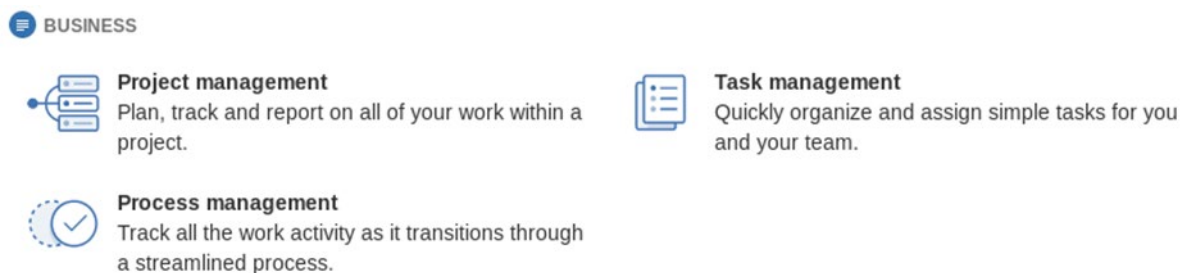 BUSINESS
Project management
Plan, track and report on all of your work within a
project.
Task management
Quickly organize and assign simple tasks for you
and your team.
Process management
Track all the work activity as it transitions through
a streamlined process.